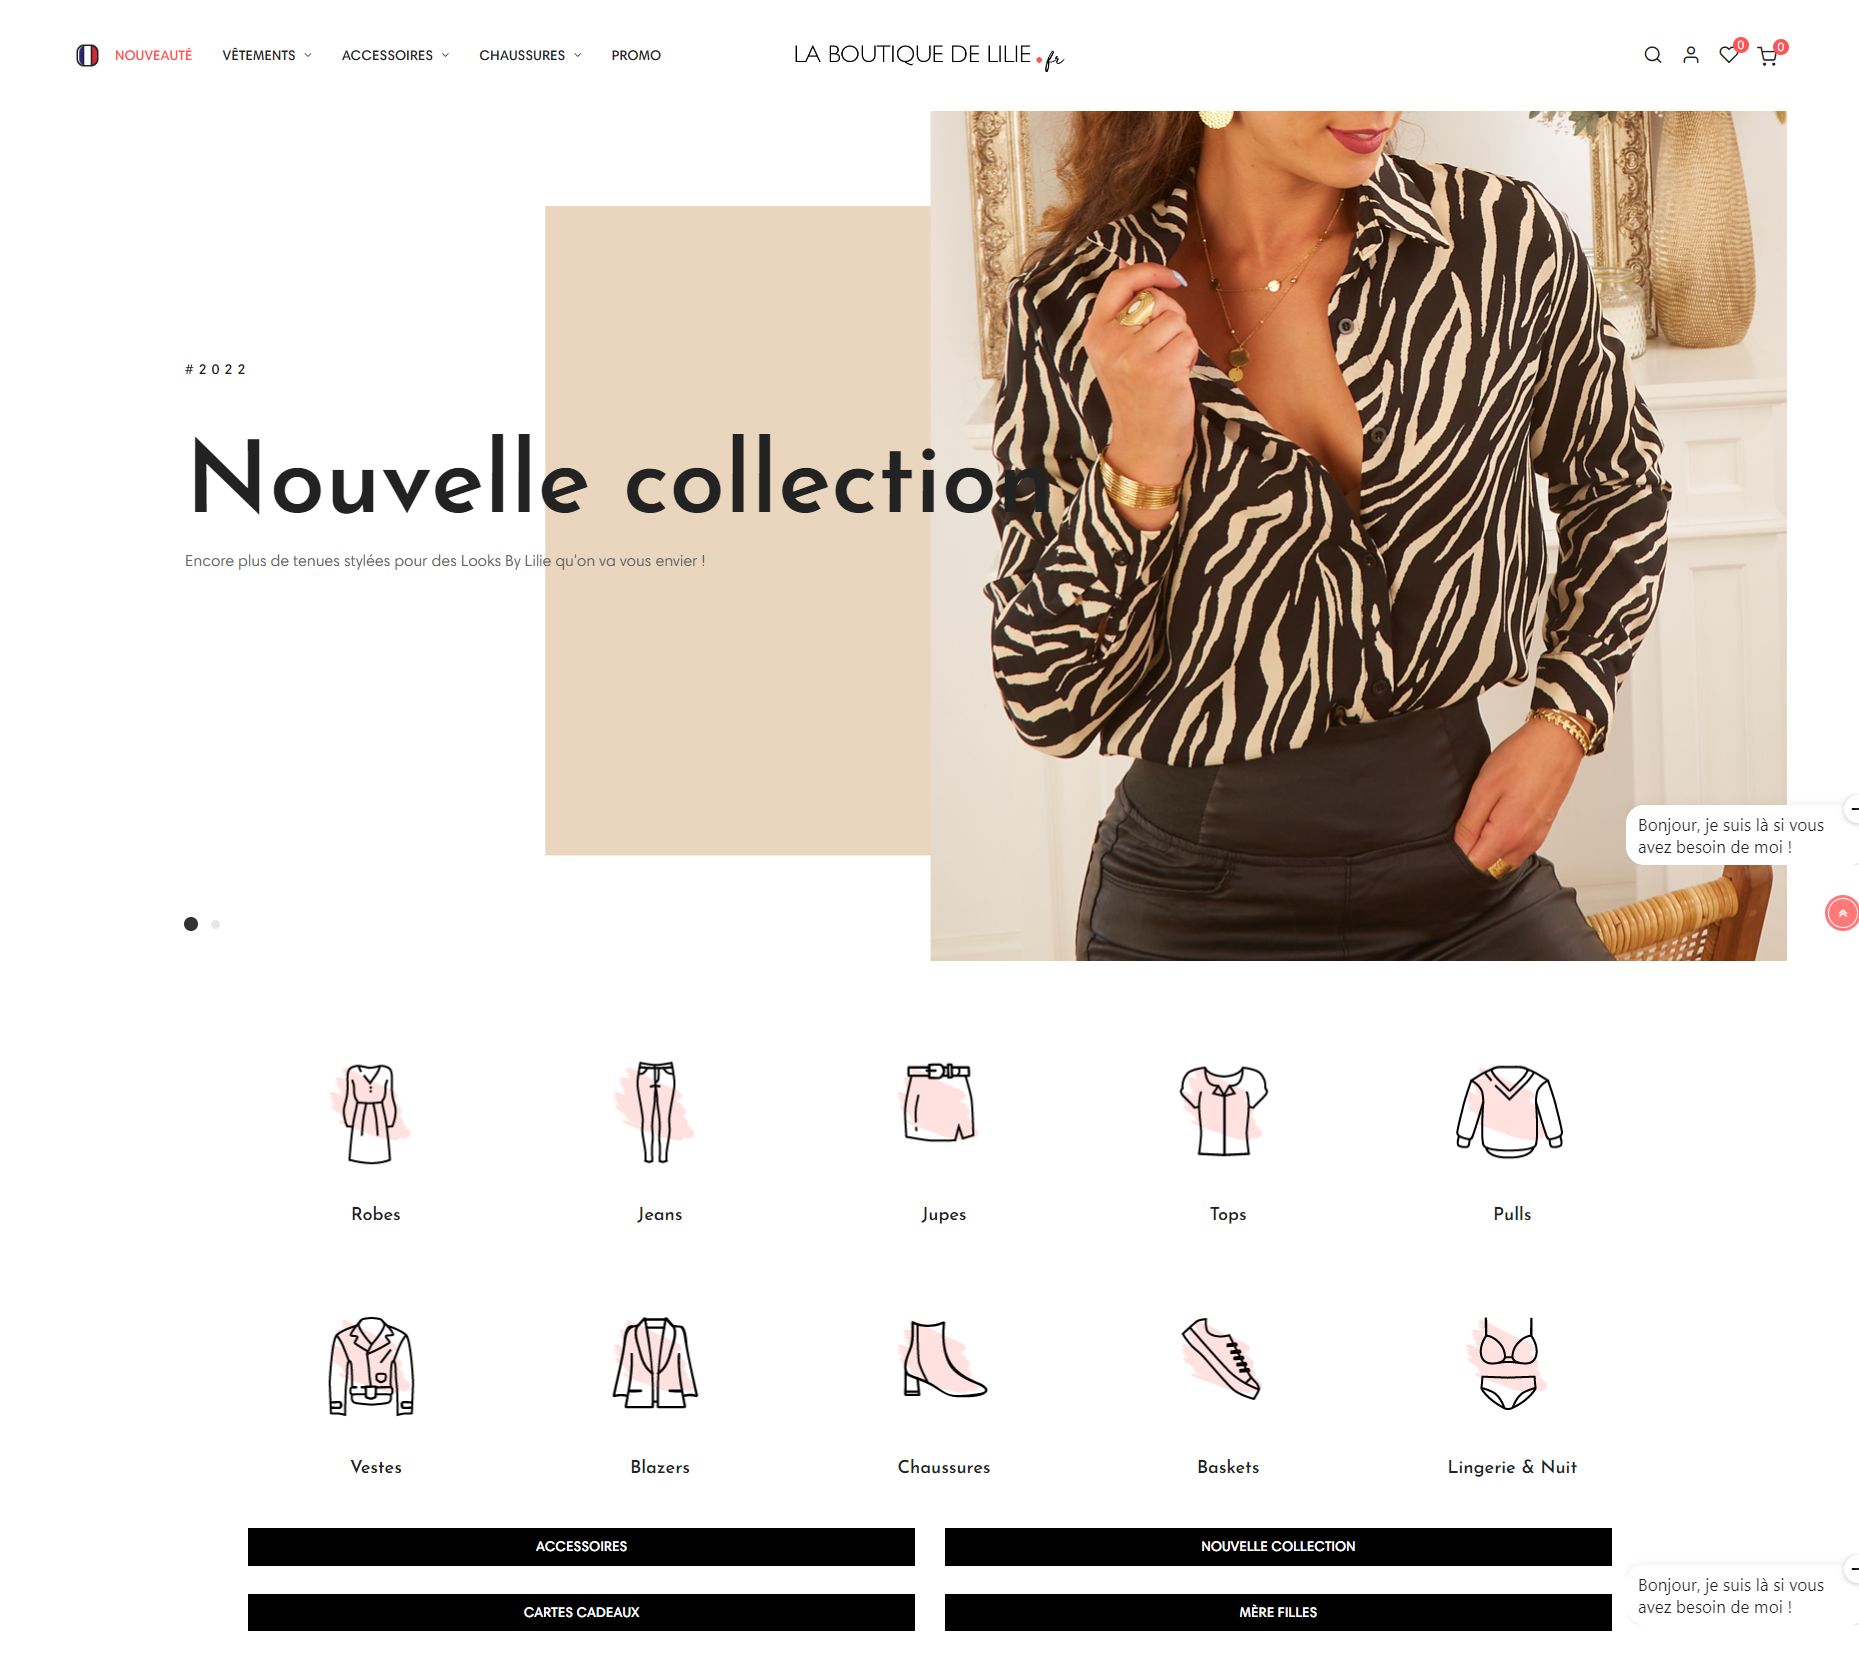 NOUVEAUTÉ VÊTEMENTS ACCESSOIRES CHAUSSURES PROMO
LA BOUTIQUE DE LILIE.fr
0 0
#2022
Nouvelle collection
Encore plus de tenues stylées pour des Looks By Lilie qu'on va vous envier !
Bonjour, je suis là si vous
avez besoin de moi !
Robes Jeans Jupes Tops Pulls
Vestes Blazers Chaussures Baskets Lingerie & Nuit
ACCESSOIRES NOUVELLE COLLECTION
CARTES CADEAUX MÈRE FILLES
Bonjour, je suis là si vous
avez besoin de moi !